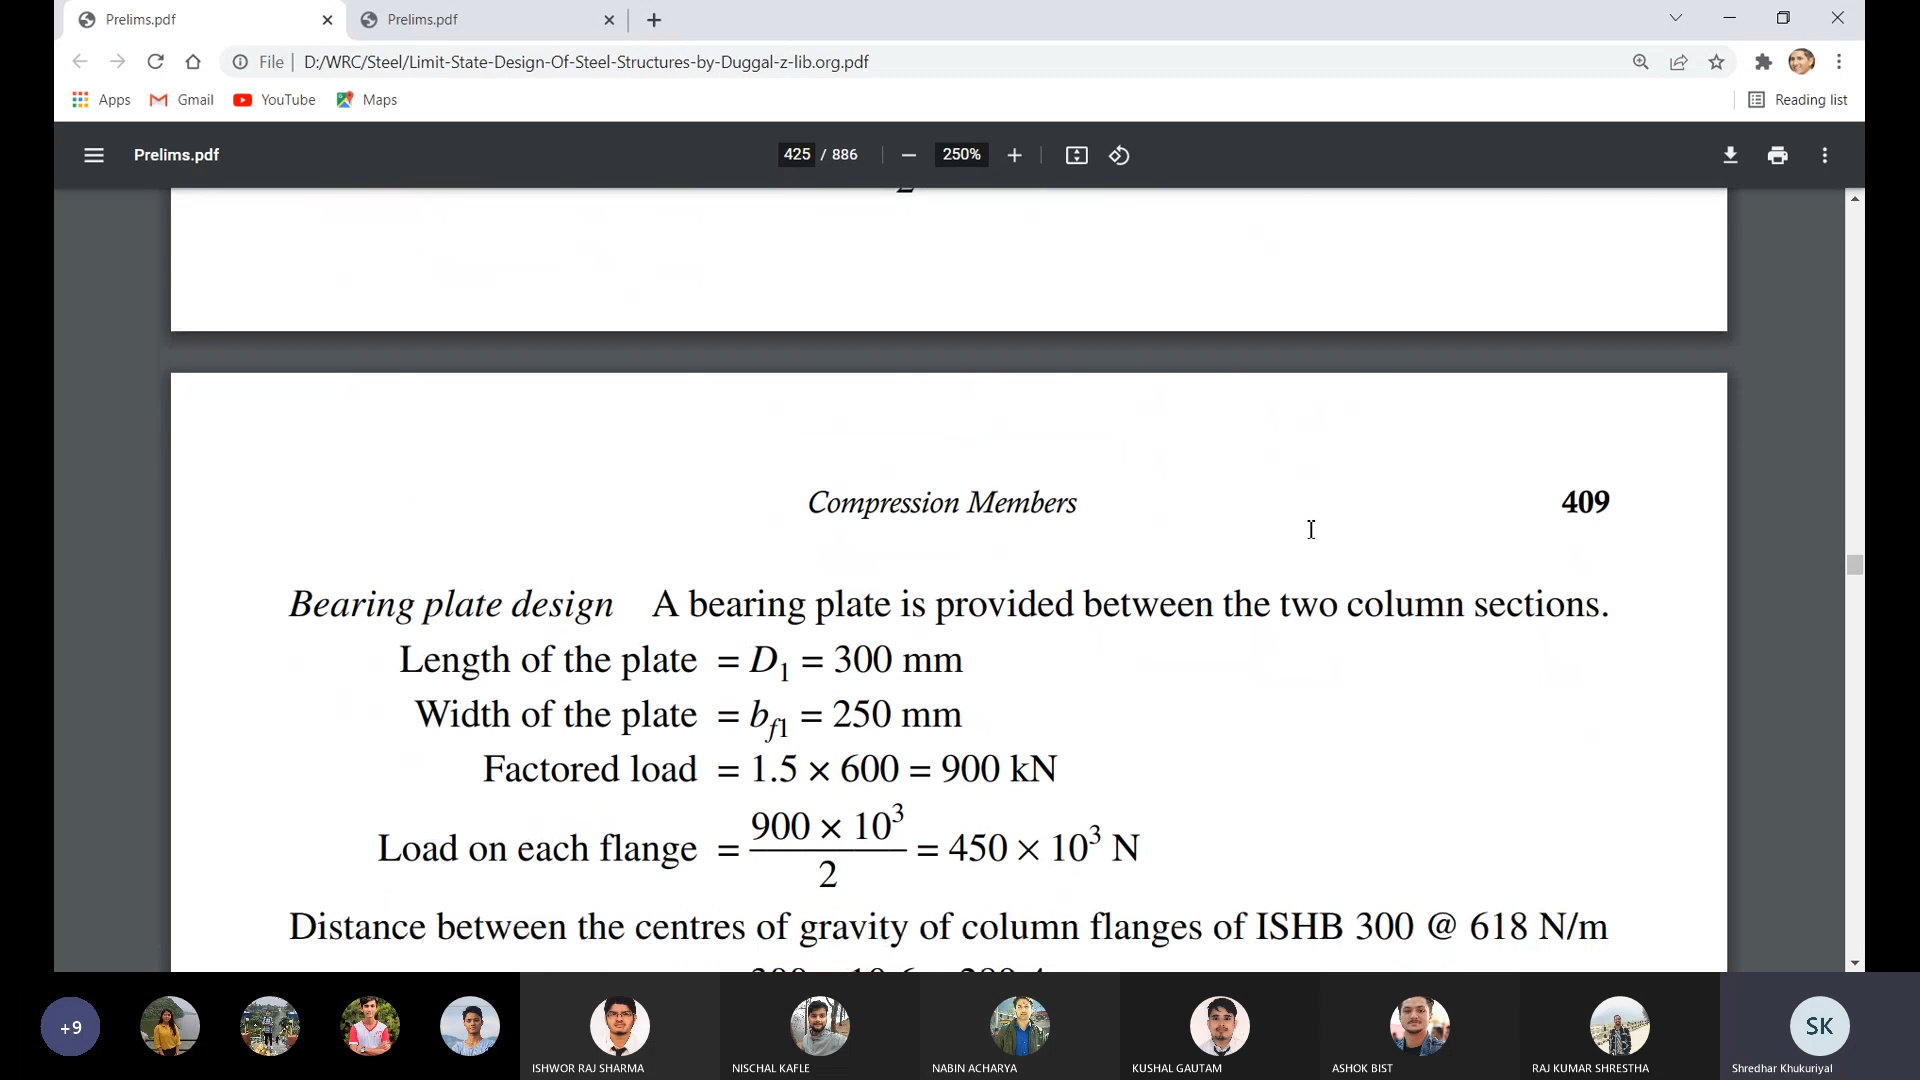 Prelims.pdf
Prelims.pdf
File | D:/WRC/Steel/Limit-State-Design-Of-Steel-Structures-by-Duggal-z-lib.org.pdf
Apps Gmail YouTube Maps Reading list
Prelims.pdf 425 / 886 250%
Compression Members 409
Bearing plate design A bearing plate is provided between the two column sections.
Length of the plate = D₁ = 300 mm
Width of the plate = b_f1 = 250 mm
Factored load = 1.5 × 600 = 900 kN
Load on each flange = (900 × 10³)/2 = 450 × 10³ N
Distance between the centres of gravity of column flanges of ISHB 300 @ 618 N/m
+9 SK
ISHWOR RAJ SHARMA NISCHAL KAFLE NABIN ACHARYA KUSHAL GAUTAM ASHOK BIST RAJ KUMAR SHRESTHA Shredhar Khukuriyal